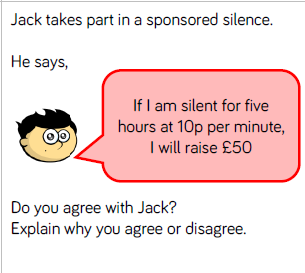 Jack takes part in a sponsored silence.
He says,
If I am silent for five
hours at 10p per minute,
I will raise £50
Do you agree with Jack?
Explain why you agree or disagree.